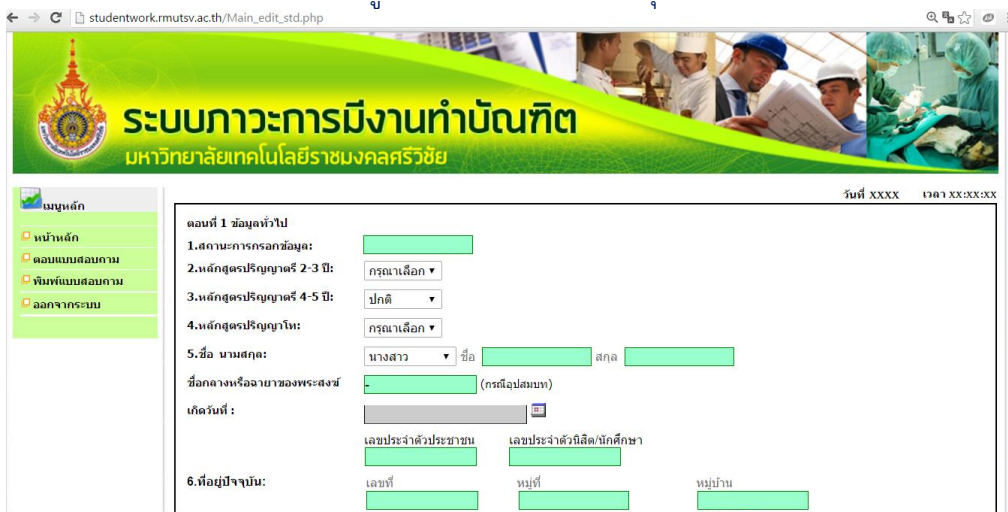 studentwork.rmutsv.ac.th/Main_edit_std.php
ระบบภาวะการมีงานทำบัณฑิต
มหาวิทยาลัยเทคโนโลยีราชมงคลศรีวิชัย
วันที่ XXXX เวลา XX:XX:XX
เมนูหลัก
หน้าหลัก
ตอบแบบสอบถาม
พิมพ์แบบสอบถาม
ออกจากระบบ
ตอนที่ 1 ข้อมูลทั่วไป
1.สถานะการกรอกข้อมูล:
2.หลักสูตรปริญญาตรี 2-3 ปี: กรุณาเลือก
3.หลักสูตรปริญญาตรี 4-5 ปี: ปกติ
4.หลักสูตรปริญญาโท: กรุณาเลือก
5.ชื่อ นามสกุล: นางสาว ชื่อ สกุล
ชื่อกลางหรือฉายาของพระสงฆ์ - (กรณีอุปสมบท)
เกิดวันที่ :
เลขประจำตัวประชาชน เลขประจำตัวนิสิต/นักศึกษา
6.ที่อยู่ปัจจุบัน: เลขที่ หมู่ที่ หมู่บ้าน